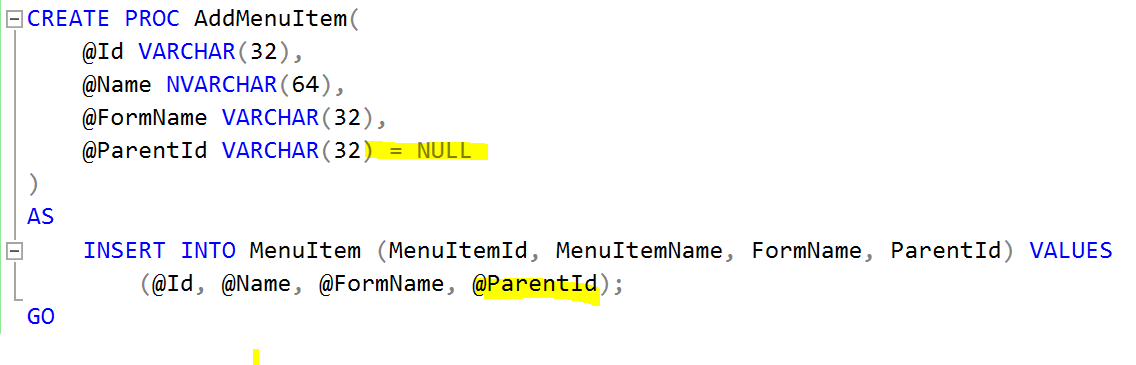 CREATE PROC AddMenuItem(
@Id VARCHAR(32),
@Name NVARCHAR(64),
@FormName VARCHAR(32),
@ParentId VARCHAR(32) = NULL
)
AS
INSERT INTO MenuItem (MenuItemId, MenuItemName, FormName, ParentId) VALUES
(@Id, @Name, @FormName, @ParentId);
GO